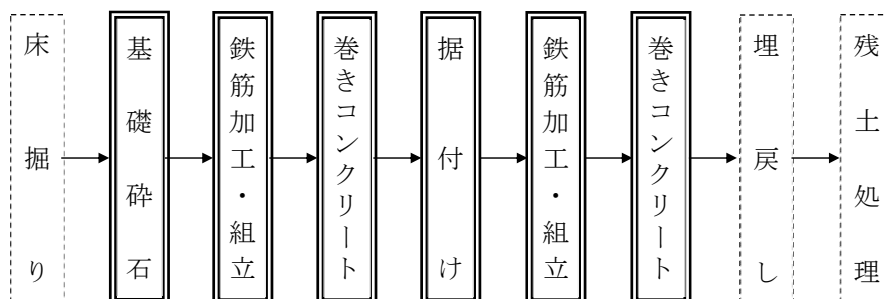 床掘り
基礎砕石
鉄筋加工・組立
巻きコンクリート
据付け
鉄筋加工・組立
巻きコンクリート
埋戻し
残土処理